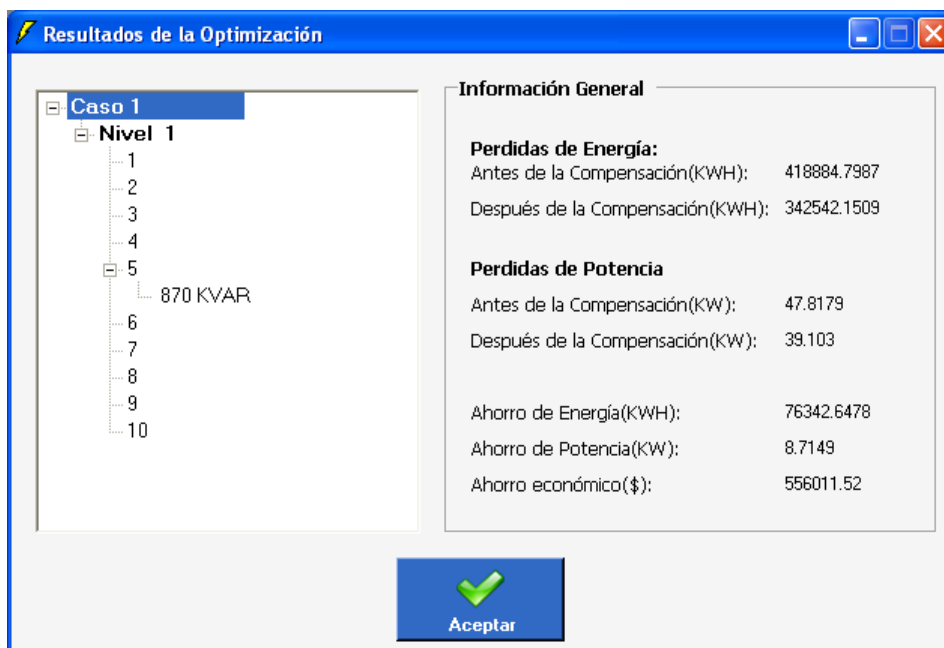 Resultados de la Optimización
Caso 1
Nivel 1
1
2
3
4
5
870 KVAR
6
7
8
9
10
Información General
Perdidas de Energía:
Antes de la Compensación(KWH): 418884.7987
Después de la Compensación(KWH): 342542.1509
Perdidas de Potencia
Antes de la Compensación(KW): 47.8179
Después de la Compensación(KW): 39.103
Ahorro de Energía(KWH): 76342.6478
Ahorro de Potencia(KW): 8.7149
Ahorro económico($): 556011.52
Aceptar